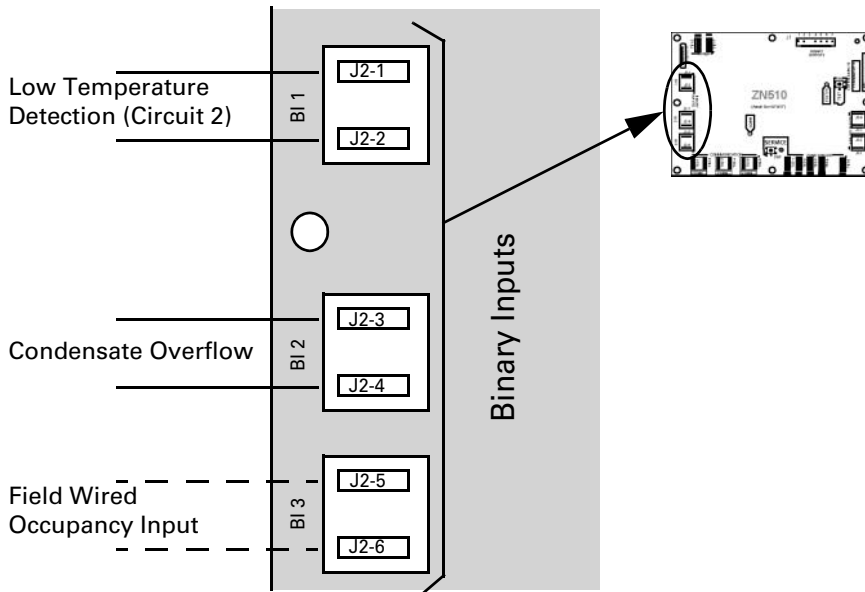 Low Temperature
Detection (Circuit 2)
BI 1
J2-1
J2-2
Condensate Overflow
BI 2
J2-3
J2-4
Field Wired
Occupancy Input
BI 3
J2-5
J2-6
Binary Inputs
ZN510
SERVICE